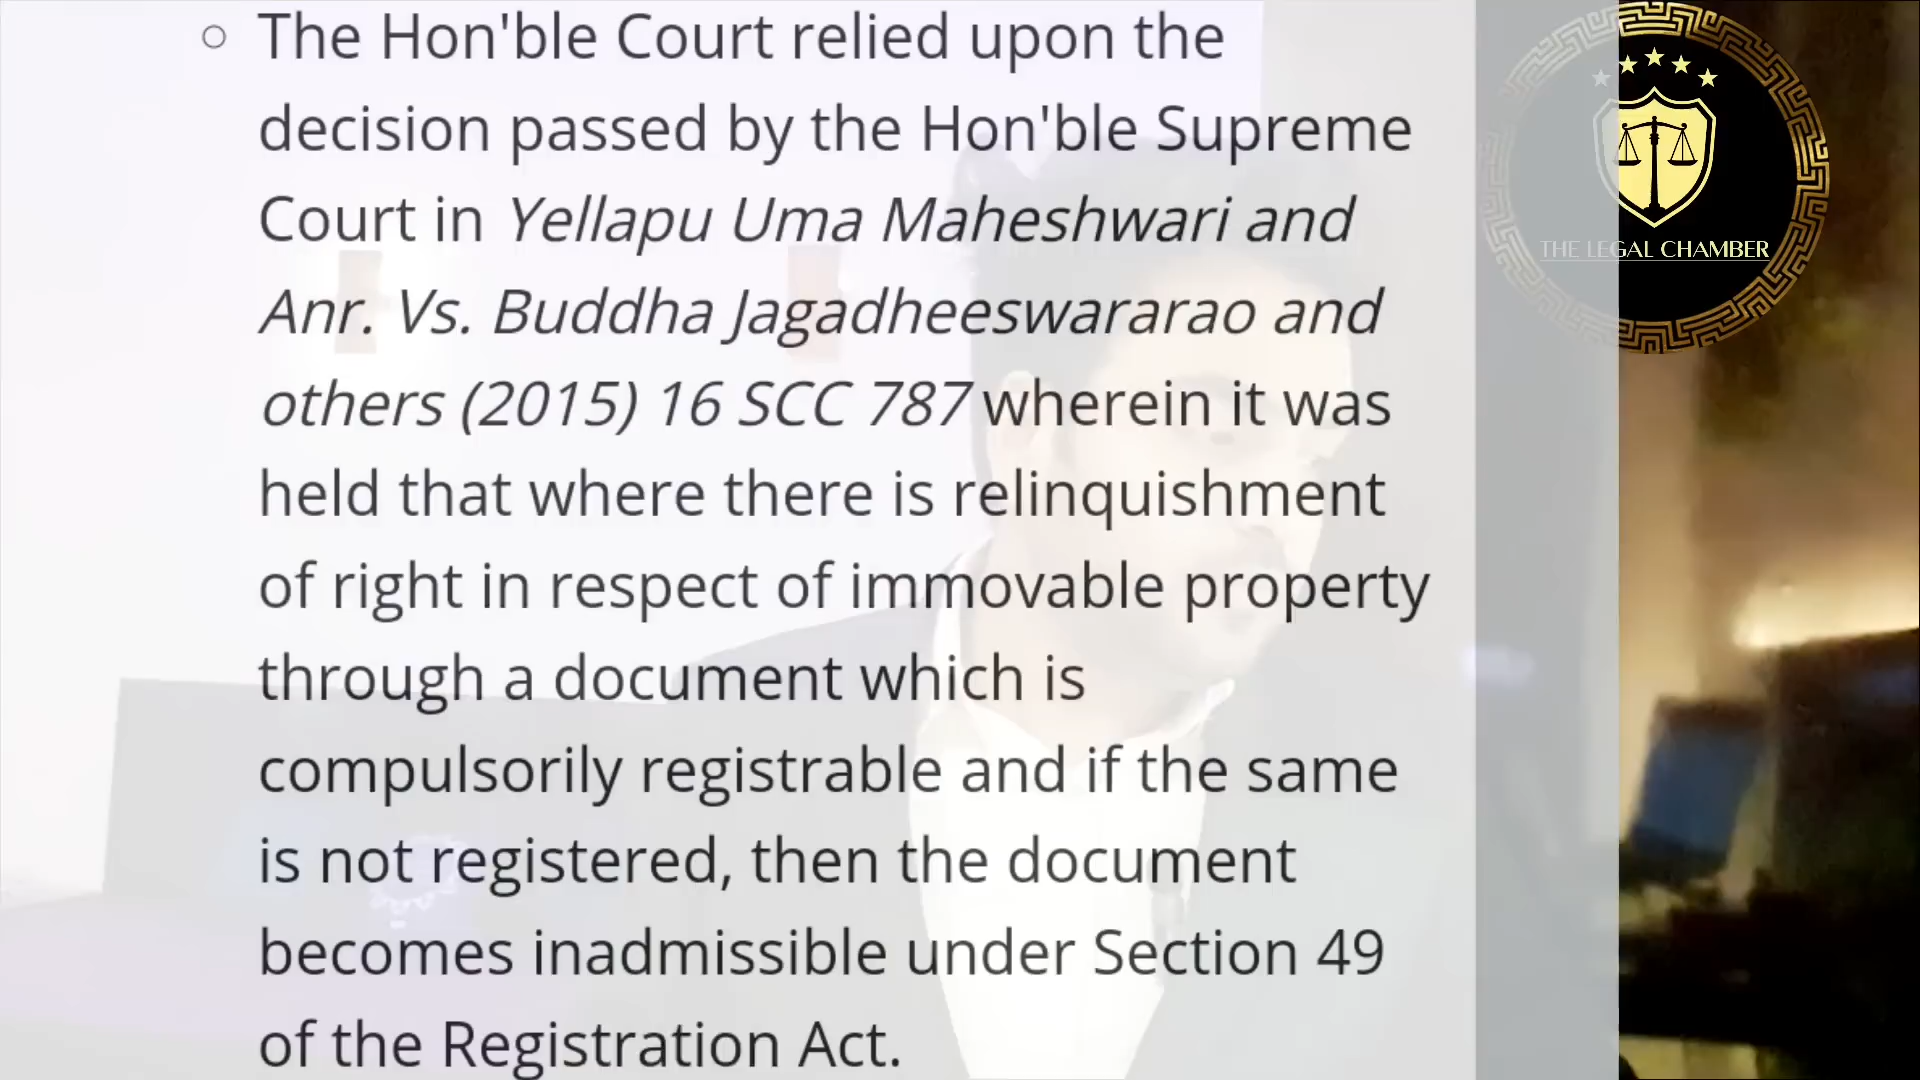 The Hon'ble Court relied upon the
decision passed by the Hon'ble Supreme
Court in Yellapu Uma Maheshwari and
Anr. Vs. Buddha Jagadheeswararao and
others (2015) 16 SCC 787 wherein it was
held that where there is relinquishment
of right in respect of immovable property
through a document which is
compulsorily registrable and if the same
is not registered, then the document
becomes inadmissible under Section 49
of the Registration Act.
THE LEGAL CHAMBER